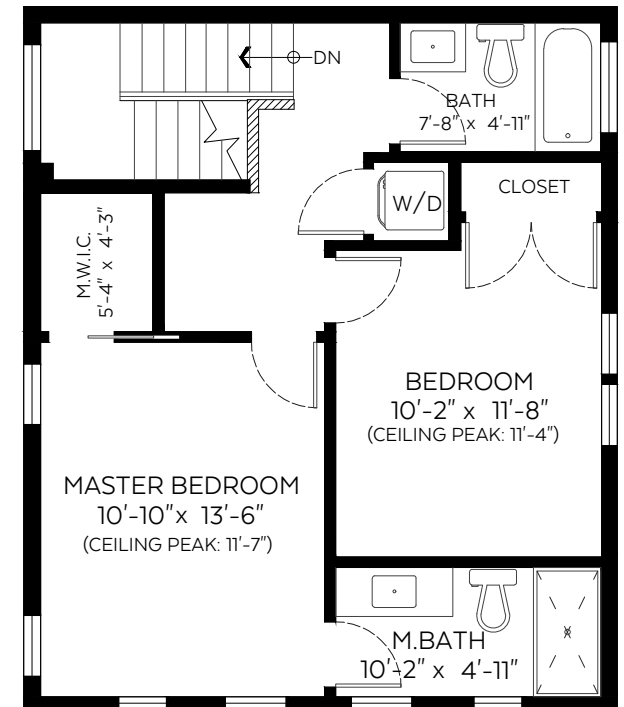 DN
BATH
7'-8" x 4'-11"
W/D
CLOSET
M.W.I.C.
5'-4" x 4'-3"
BEDROOM
10'-2" x 11'-8"
(CEILING PEAK: 11'-4")
MASTER BEDROOM
10'-10"x 13'-6"
(CEILING PEAK: 11'-7")
M.BATH
10'-2" x 4'-11"